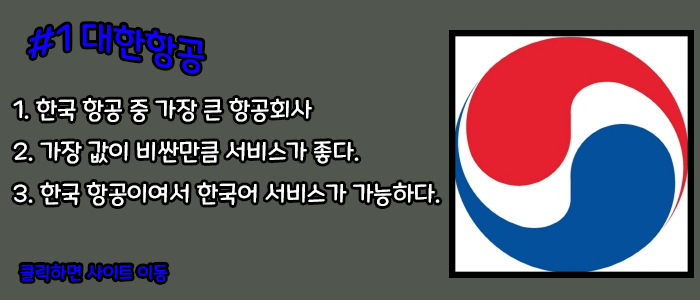 #1 대한항공
1. 한국 항공 중 가장 큰 항공회사
2. 가장 값이 비싼만큼 서비스가 좋다.
3. 한국 항공이여서 한국어 서비스가 가능하다.
클릭하면 사이트 이동